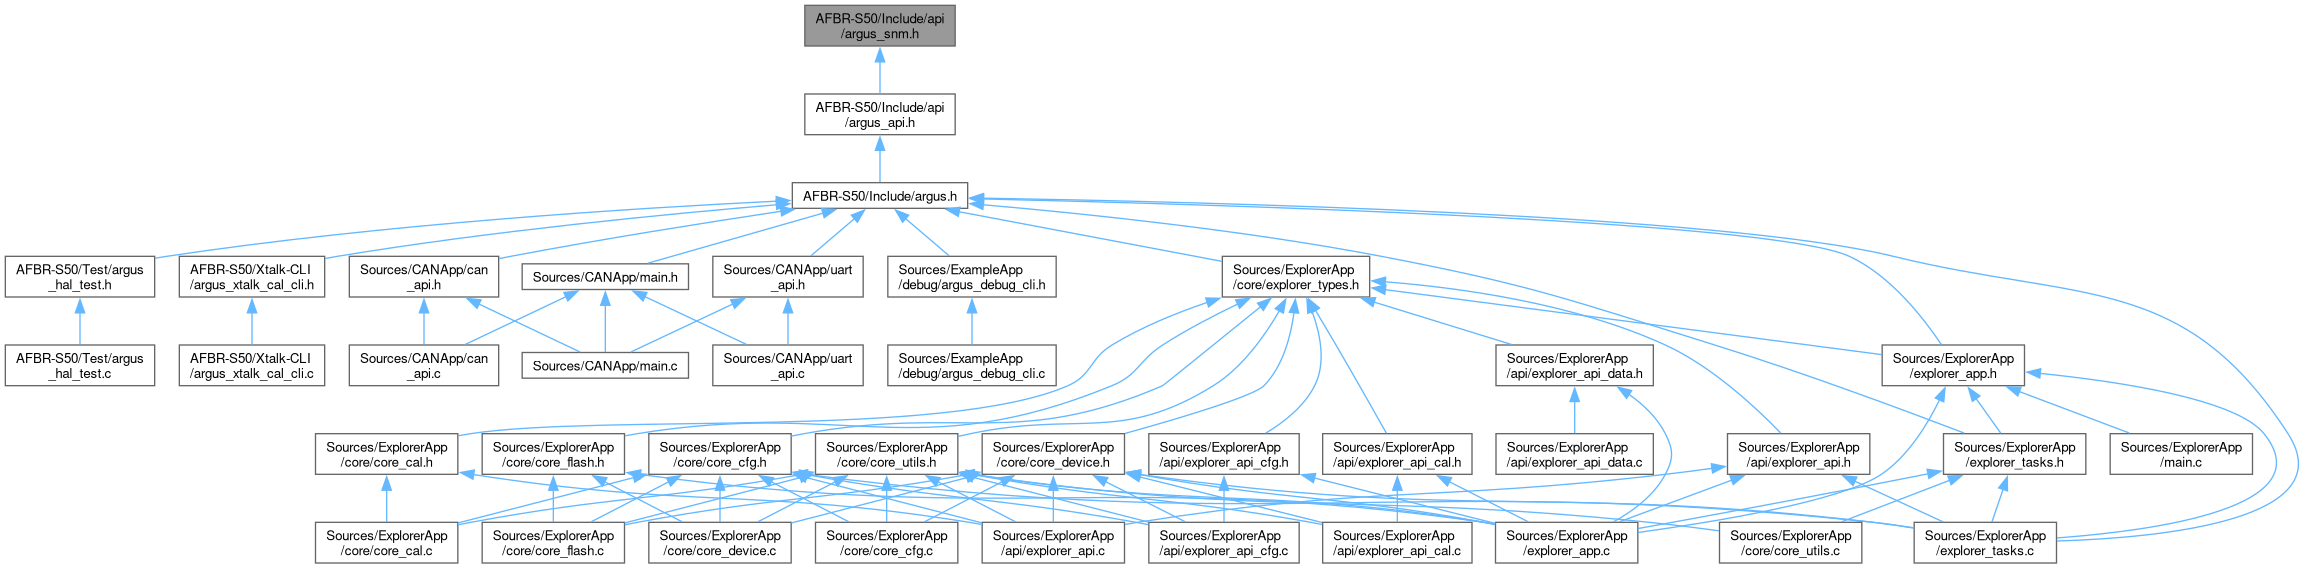 AFBR-S50/Include/api
/argus_snm.h
AFBR-S50/Include/api
/argus_api.h
AFBR-S50/Include/argus.h
AFBR-S50/Test/argus
_hal_test.h
AFBR-S50/Xtalk-CLI
/argus_xtalk_cal_cli.h
Sources/CANApp/can
_api.h
Sources/CANApp/main.h
Sources/CANApp/uart
_api.h
Sources/ExampleApp
/debug/argus_debug_cli.h
Sources/ExplorerApp
/core/explorer_types.h
AFBR-S50/Test/argus
_hal_test.c
AFBR-S50/Xtalk-CLI
/argus_xtalk_cal_cli.c
Sources/CANApp/can
_api.c
Sources/CANApp/main.c
Sources/CANApp/uart
_api.c
Sources/ExampleApp
/debug/argus_debug_cli.c
Sources/ExplorerApp
/api/explorer_api_data.h
Sources/ExplorerApp
/explorer_app.h
Sources/ExplorerApp
/core/core_cal.h
Sources/ExplorerApp
/core/core_flash.h
Sources/ExplorerApp
/core/core_cfg.h
Sources/ExplorerApp
/core/core_utils.h
Sources/ExplorerApp
/core/core_device.h
Sources/ExplorerApp
/api/explorer_api_cfg.h
Sources/ExplorerApp
/api/explorer_api_cal.h
Sources/ExplorerApp
/api/explorer_api_data.c
Sources/ExplorerApp
/api/explorer_api.h
Sources/ExplorerApp
/explorer_tasks.h
Sources/ExplorerApp
/main.c
Sources/ExplorerApp
/core/core_cal.c
Sources/ExplorerApp
/core/core_flash.c
Sources/ExplorerApp
/core/core_device.c
Sources/ExplorerApp
/core/core_cfg.c
Sources/ExplorerApp
/api/explorer_api.c
Sources/ExplorerApp
/api/explorer_api_cfg.c
Sources/ExplorerApp
/api/explorer_api_cal.c
Sources/ExplorerApp
/explorer_app.c
Sources/ExplorerApp
/core/core_utils.c
Sources/ExplorerApp
/explorer_tasks.c